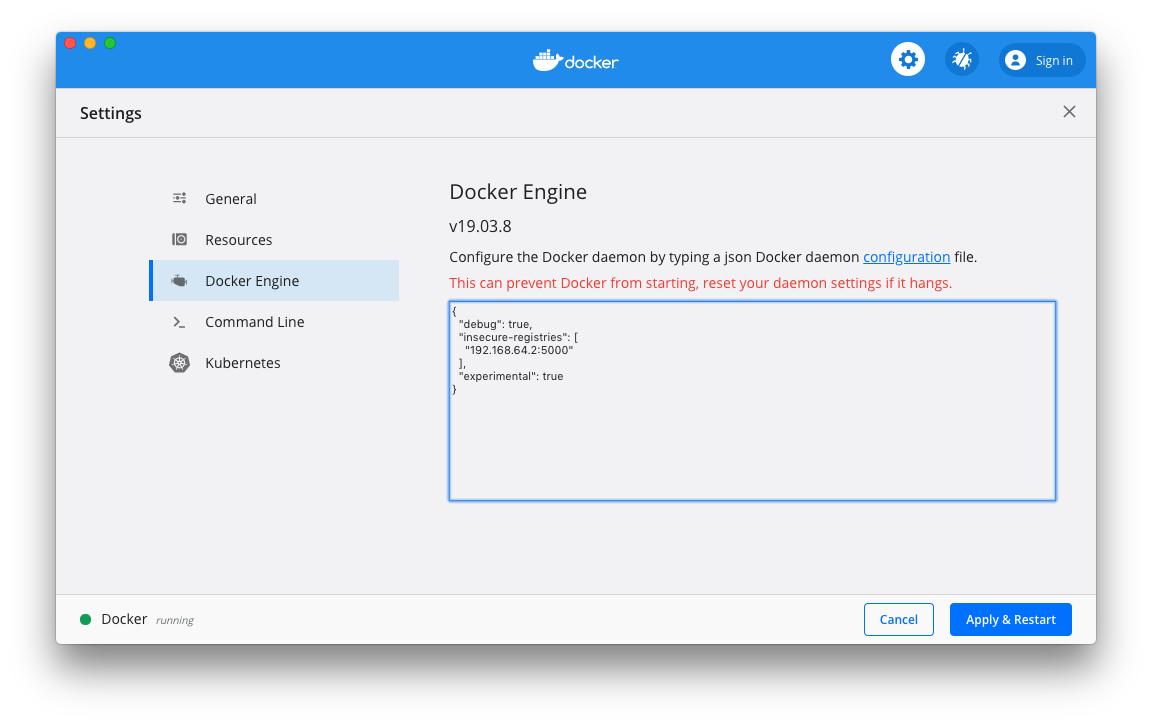 docker
Sign in
Settings
General
Resources
Docker Engine
Command Line
Kubernetes
Docker Engine
v19.03.8
Configure the Docker daemon by typing a json Docker daemon configuration file.
This can prevent Docker from starting, reset your daemon settings if it hangs.
{
  "debug": true,
  "insecure-registries": [
    "192.168.64.2:5000"
  ],
  "experimental": true
}
Docker running
Cancel
Apply & Restart